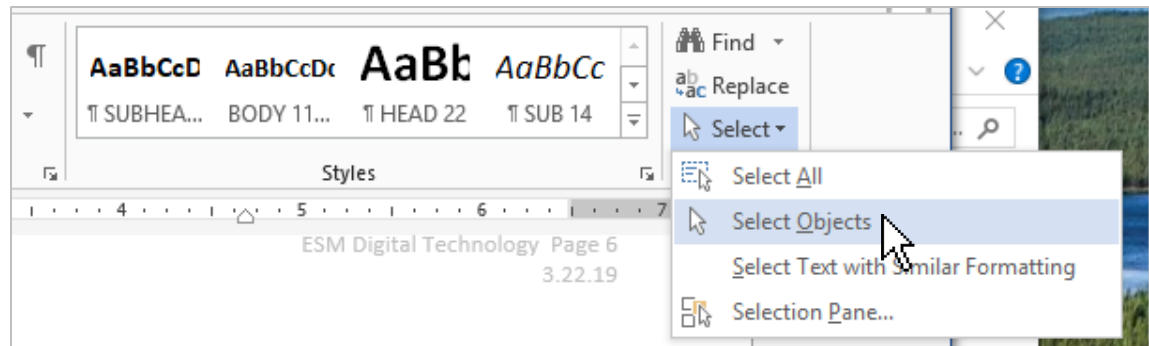 ¶
AaBbCcD AaBbCcDc AaBb AaBbCc
¶ SUBHEA... BODY 11... ¶ HEAD 22 ¶ SUB 14
Styles
Find
ab
ac Replace
Select
Select All
Select Objects
Select Text with Similar Formatting
Selection Pane...
?
4 5 6 7
ESM Digital Technology Page 6
3.22.19